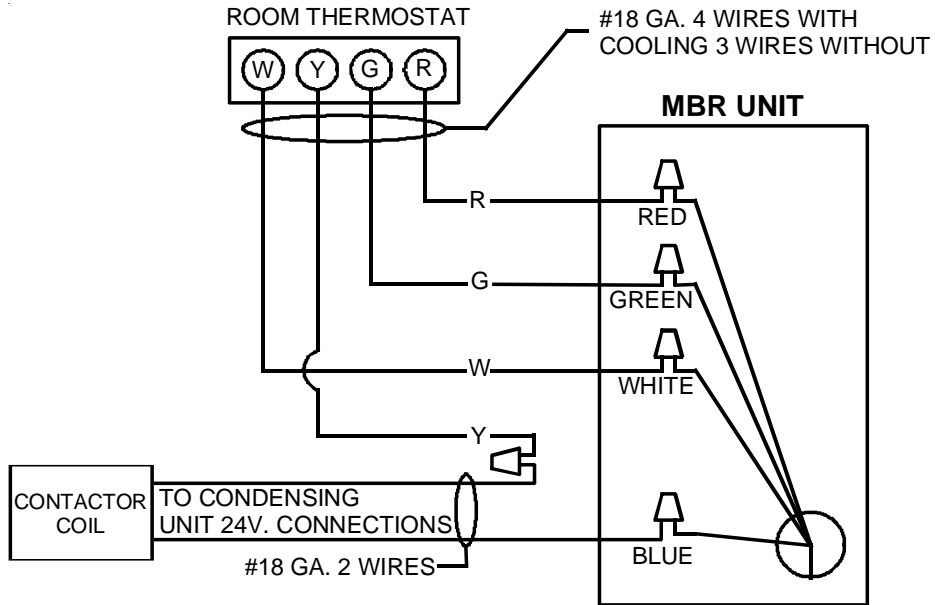 ROOM THERMOSTAT
#18 GA. 4 WIRES WITH
COOLING 3 WIRES WITHOUT
W Y G R
MBR UNIT
R
RED
G
GREEN
W
WHITE
Y
CONTACTOR
COIL
TO CONDENSING
UNIT 24V. CONNECTIONS
BLUE
#18 GA. 2 WIRES